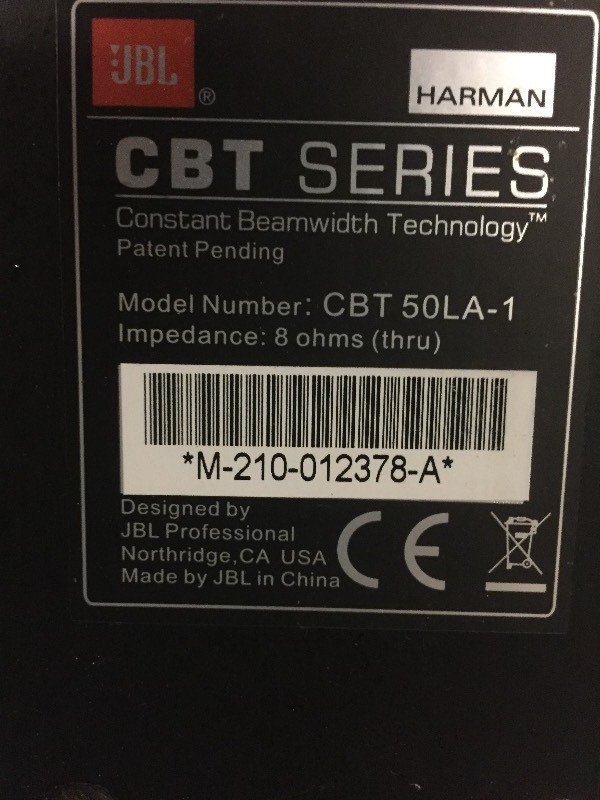 JBL ®
HARMAN
CBT SERIES
Constant Beamwidth Technology™
Patent Pending
Model Number: CBT 50LA-1
Impedance: 8 ohms (thru)
*M-210-012378-A*
Designed by
JBL Professional
Northridge,CA USA
Made by JBL in China
CE